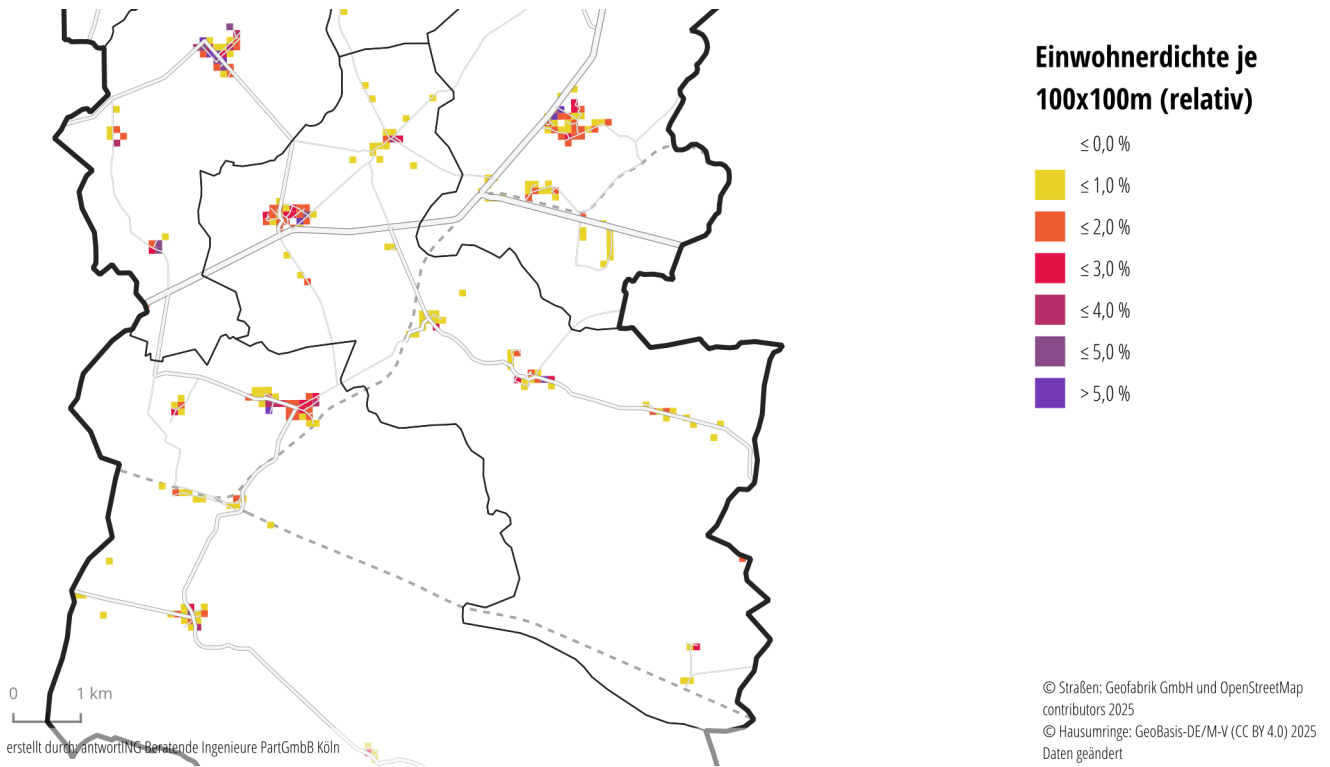 Einwohnerdichte je
100x100m (relativ)
≤ 0,0 %
≤ 1,0 %
≤ 2,0 %
≤ 3,0 %
≤ 4,0 %
≤ 5,0 %
> 5,0 %
0 1 km
erstellt durch: antwortING Beratende Ingenieure PartGmbB Köln
© Straßen: Geofabrik GmbH und OpenStreetMap
contributors 2025
© Hausumringe: GeoBasis-DE/M-V (CC BY 4.0) 2025
Daten geändert